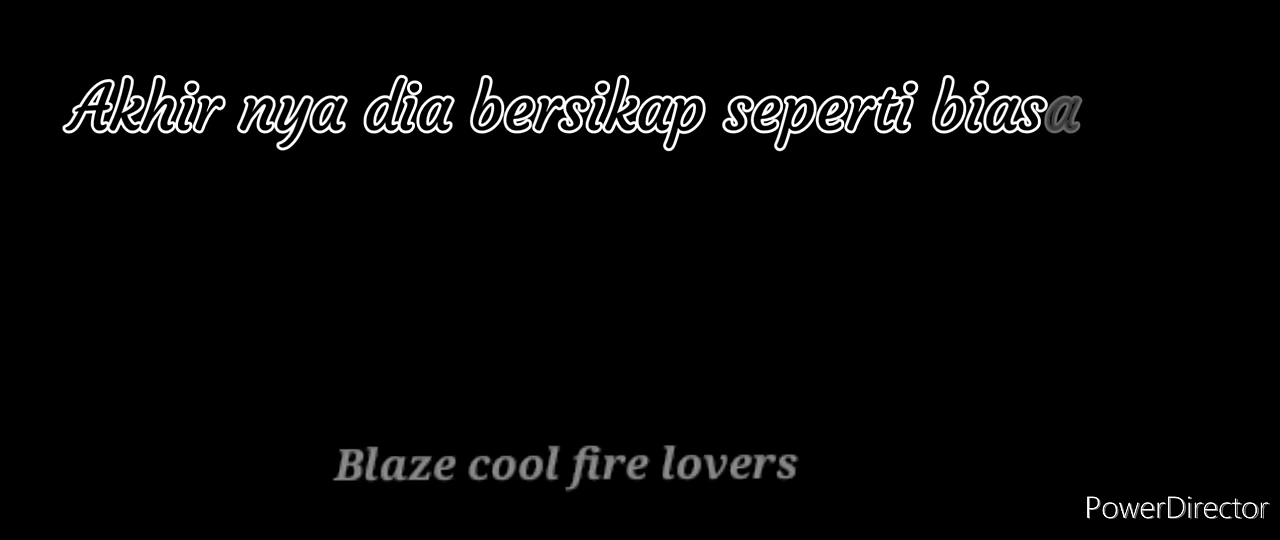 Akhir nya dia bersikap seperti biasa
Blaze cool fire lovers
PowerDirector